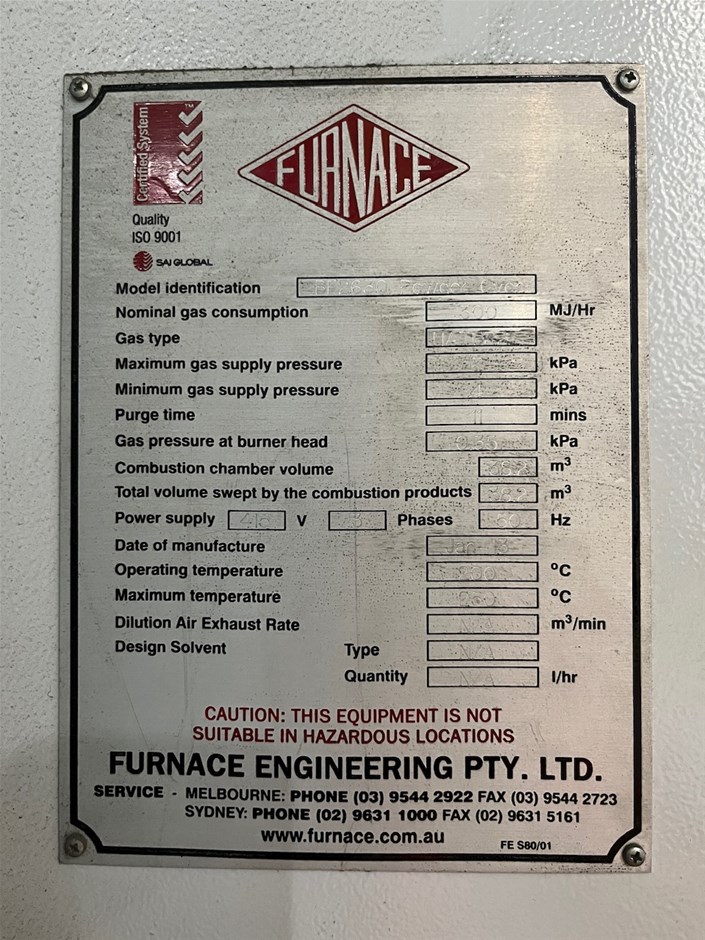 Certified System
TM
FURNACE
Quality
ISO 9001
SAI GLOBAL
Model identification
Nominal gas consumption MJ/Hr
Gas type
Maximum gas supply pressure kPa
Minimum gas supply pressure kPa
Purge time 11 mins
Gas pressure at burner head kPa
Combustion chamber volume m³
Total volume swept by the combustion products m³
Power supply 415 V 3 Phases Hz
Date of manufacture
Operating temperature °C
Maximum temperature °C
Dilution Air Exhaust Rate N/A m³/min
Design Solvent Type N/A
Quantity N/A l/hr
CAUTION: THIS EQUIPMENT IS NOT
SUITABLE IN HAZARDOUS LOCATIONS
FURNACE ENGINEERING PTY. LTD.
SERVICE - MELBOURNE: PHONE (03) 9544 2922 FAX (03) 9544 2723
SYDNEY: PHONE (02) 9631 1000 FAX (02) 9631 5161
www.furnace.com.au
FE S80/01